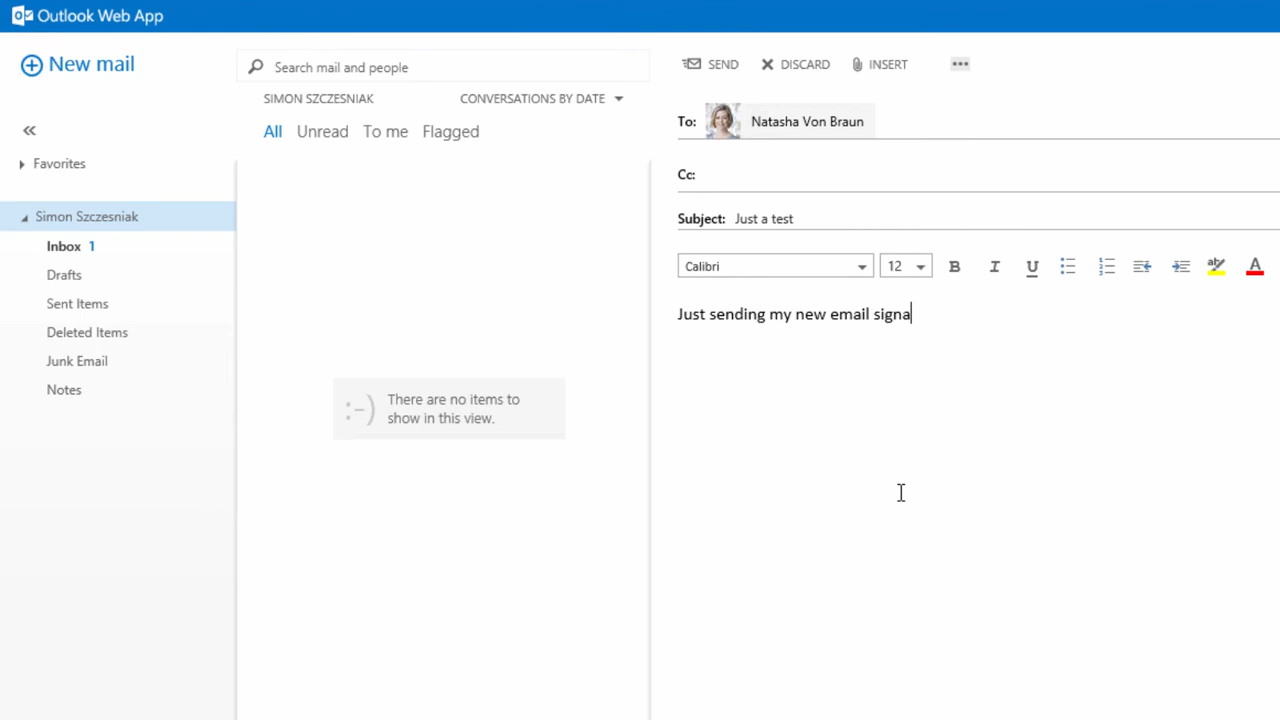 Outlook Web App
New mail
Search mail and people
SIMON SZCZESNIAK
CONVERSATIONS BY DATE
All Unread To me Flagged
Favorites
Simon Szczesniak
Inbox 1
Drafts
Sent Items
Deleted Items
Junk Email
Notes
There are no items to
show in this view.
SEND DISCARD INSERT
To: Natasha Von Braun
Cc:
Subject: Just a test
Calibri 12 B I U A
Just sending my new email signa